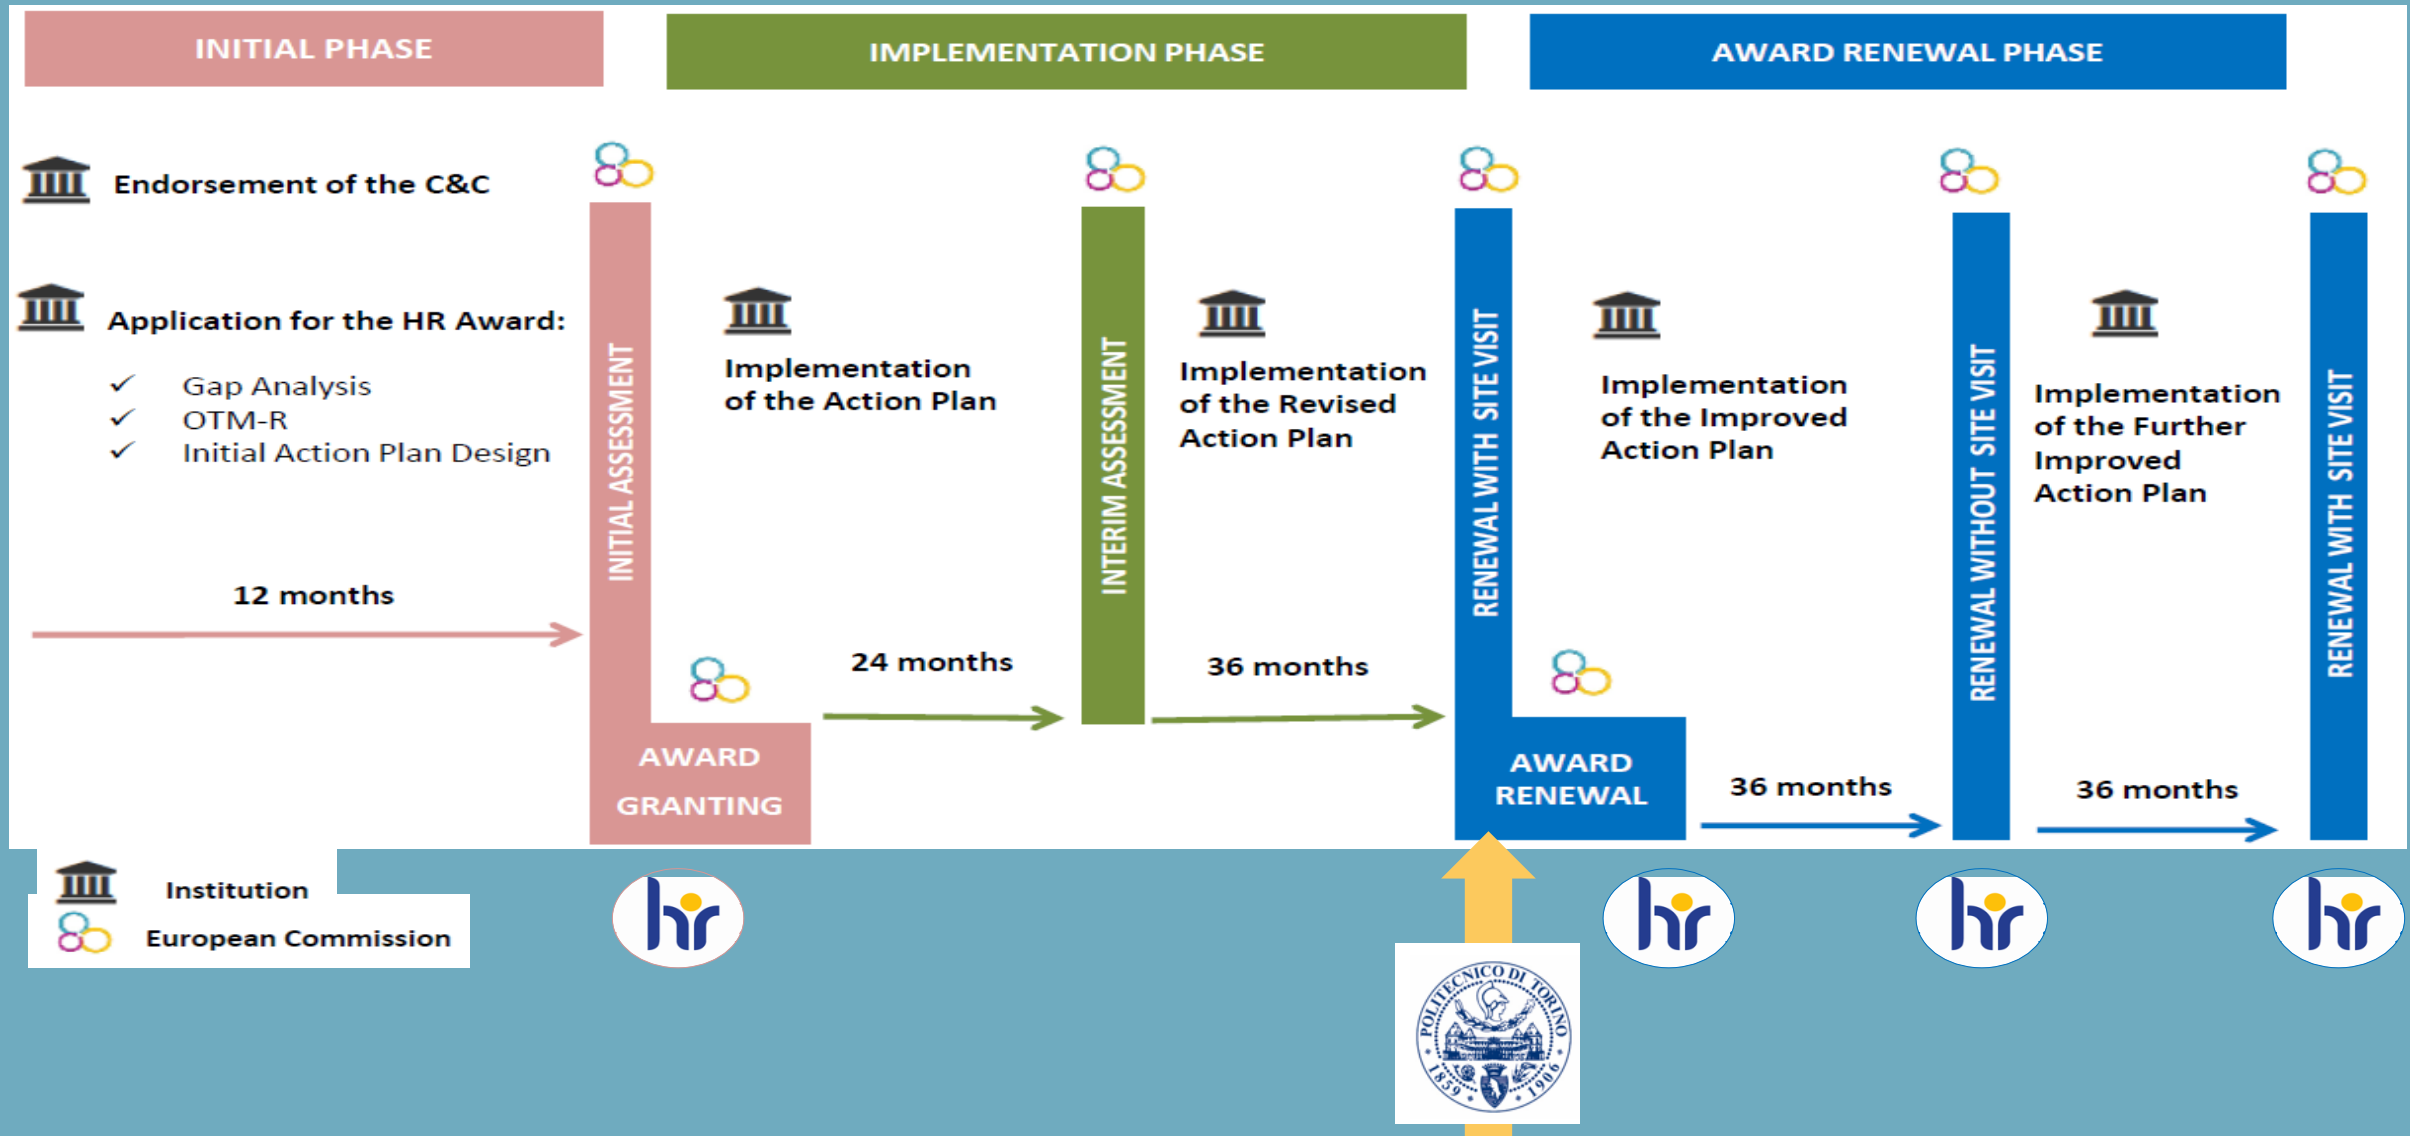 INITIAL PHASE
IMPLEMENTATION PHASE
AWARD RENEWAL PHASE
Endorsement of the C&C
Application for the HR Award:
✓ Gap Analysis
✓ OTM-R
✓ Initial Action Plan Design
12 months
INITIAL ASSESSMENT
AWARD
GRANTING
Implementation
of the Action Plan
24 months
INTERIM ASSESSMENT
Implementation
of the Revised
Action Plan
36 months
RENEWAL WITH SITE VISIT
AWARD
RENEWAL
Implementation
of the Improved
Action Plan
36 months
RENEWAL WITHOUT SITE VISIT
Implementation
of the Further
Improved
Action Plan
36 months
RENEWAL WITH SITE VISIT
Institution
European Commission
hr
hr
hr
hr
POLITECNICO DI TORINO
1859 1906